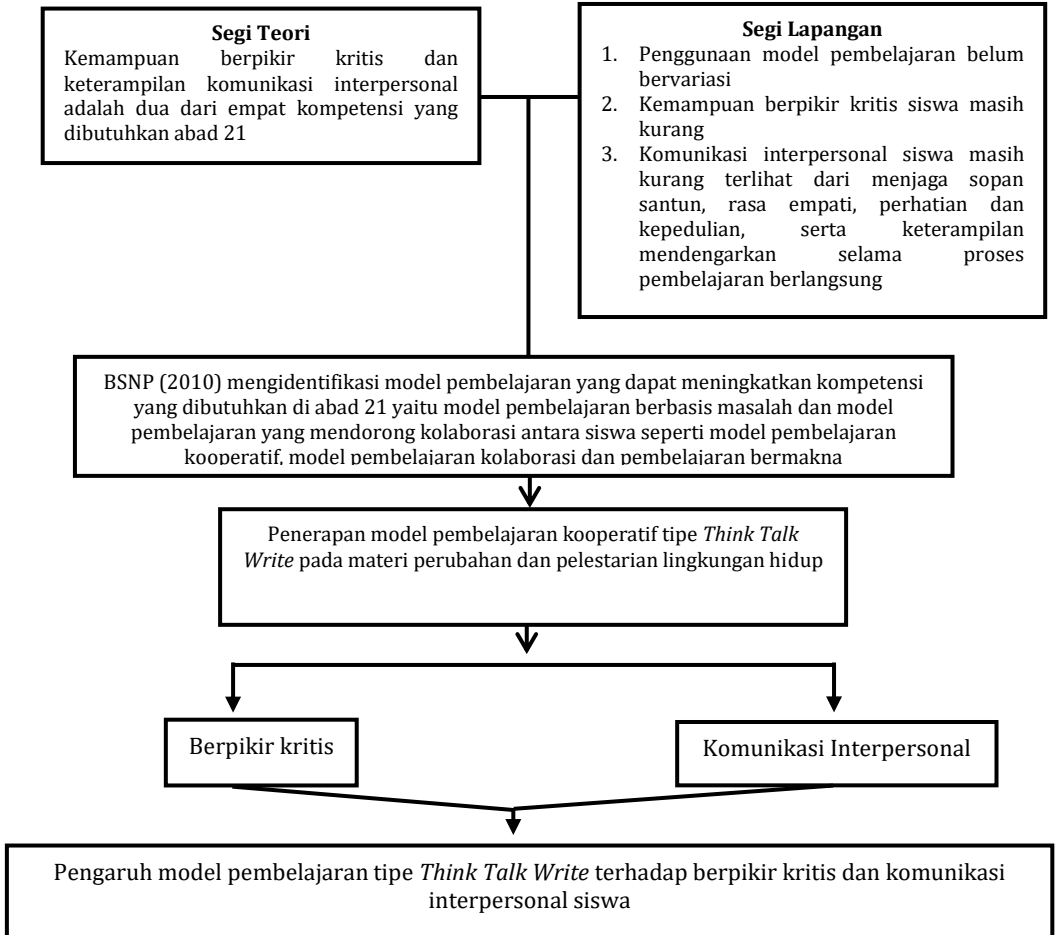 Segi Teori
Kemampuan berpikir kritis dan
keterampilan komunikasi interpersonal
adalah dua dari empat kompetensi yang
dibutuhkan abad 21
Segi Lapangan
1. Penggunaan model pembelajaran belum
bervariasi
2. Kemampuan berpikir kritis siswa masih
kurang
3. Komunikasi interpersonal siswa masih
kurang terlihat dari menjaga sopan
santun, rasa empati, perhatian dan
kepedulian, serta keterampilan
mendengarkan selama proses
pembelajaran berlangsung
BSNP (2010) mengidentifikasi model pembelajaran yang dapat meningkatkan kompetensi
yang dibutuhkan di abad 21 yaitu model pembelajaran berbasis masalah dan model
pembelajaran yang mendorong kolaborasi antara siswa seperti model pembelajaran
kooperatif, model pembelajaran kolaborasi dan pembelajaran bermakna
Penerapan model pembelajaran kooperatif tipe Think Talk
Write pada materi perubahan dan pelestarian lingkungan hidup
Berpikir kritis
Komunikasi Interpersonal
Pengaruh model pembelajaran tipe Think Talk Write terhadap berpikir kritis dan komunikasi
interpersonal siswa